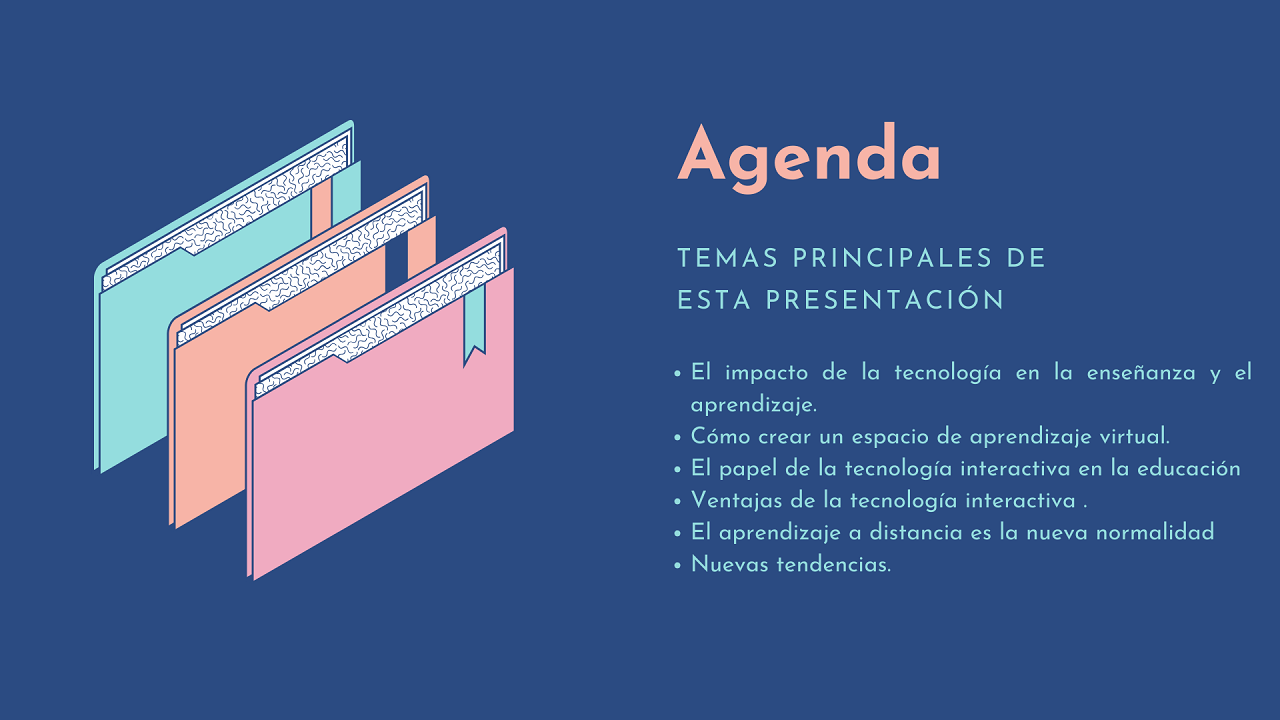 Agenda
TEMAS PRINCIPALES DE
ESTA PRESENTACIÓN
• El impacto de la tecnología en la enseñanza y el
aprendizaje.
• Cómo crear un espacio de aprendizaje virtual.
• El papel de la tecnología interactiva en la educación
• Ventajas de la tecnología interactiva .
• El aprendizaje a distancia es la nueva normalidad
• Nuevas tendencias.